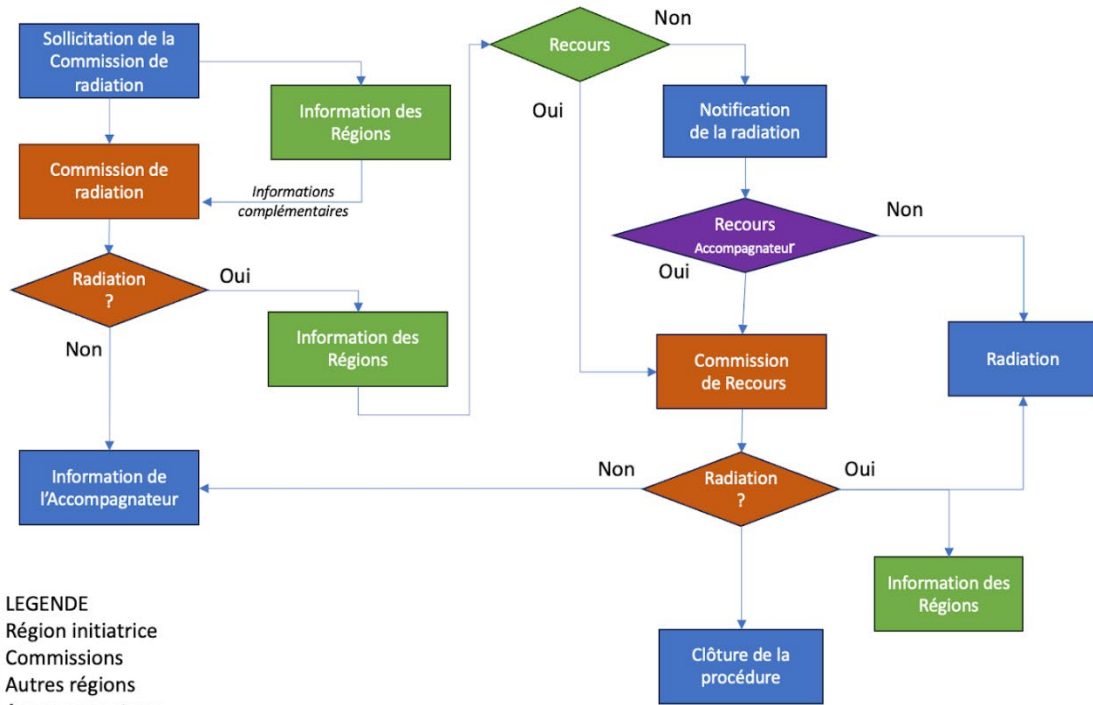 Sollicitation de la
Commission de
radiation
Information des
Régions
Commission de
radiation
Informations
complémentaires
Radiation
?
Oui
Non
Information des
Régions
Information de
l'Accompagnateur
Recours
Non
Oui
Notification
de la radiation
Recours
Accompagnateur
Non
Oui
Commission
de Recours
Radiation
Radiation
?
Non
Oui
Information des
Régions
Clôture de la
procédure
LEGENDE
Région initiatrice
Commissions
Autres régions